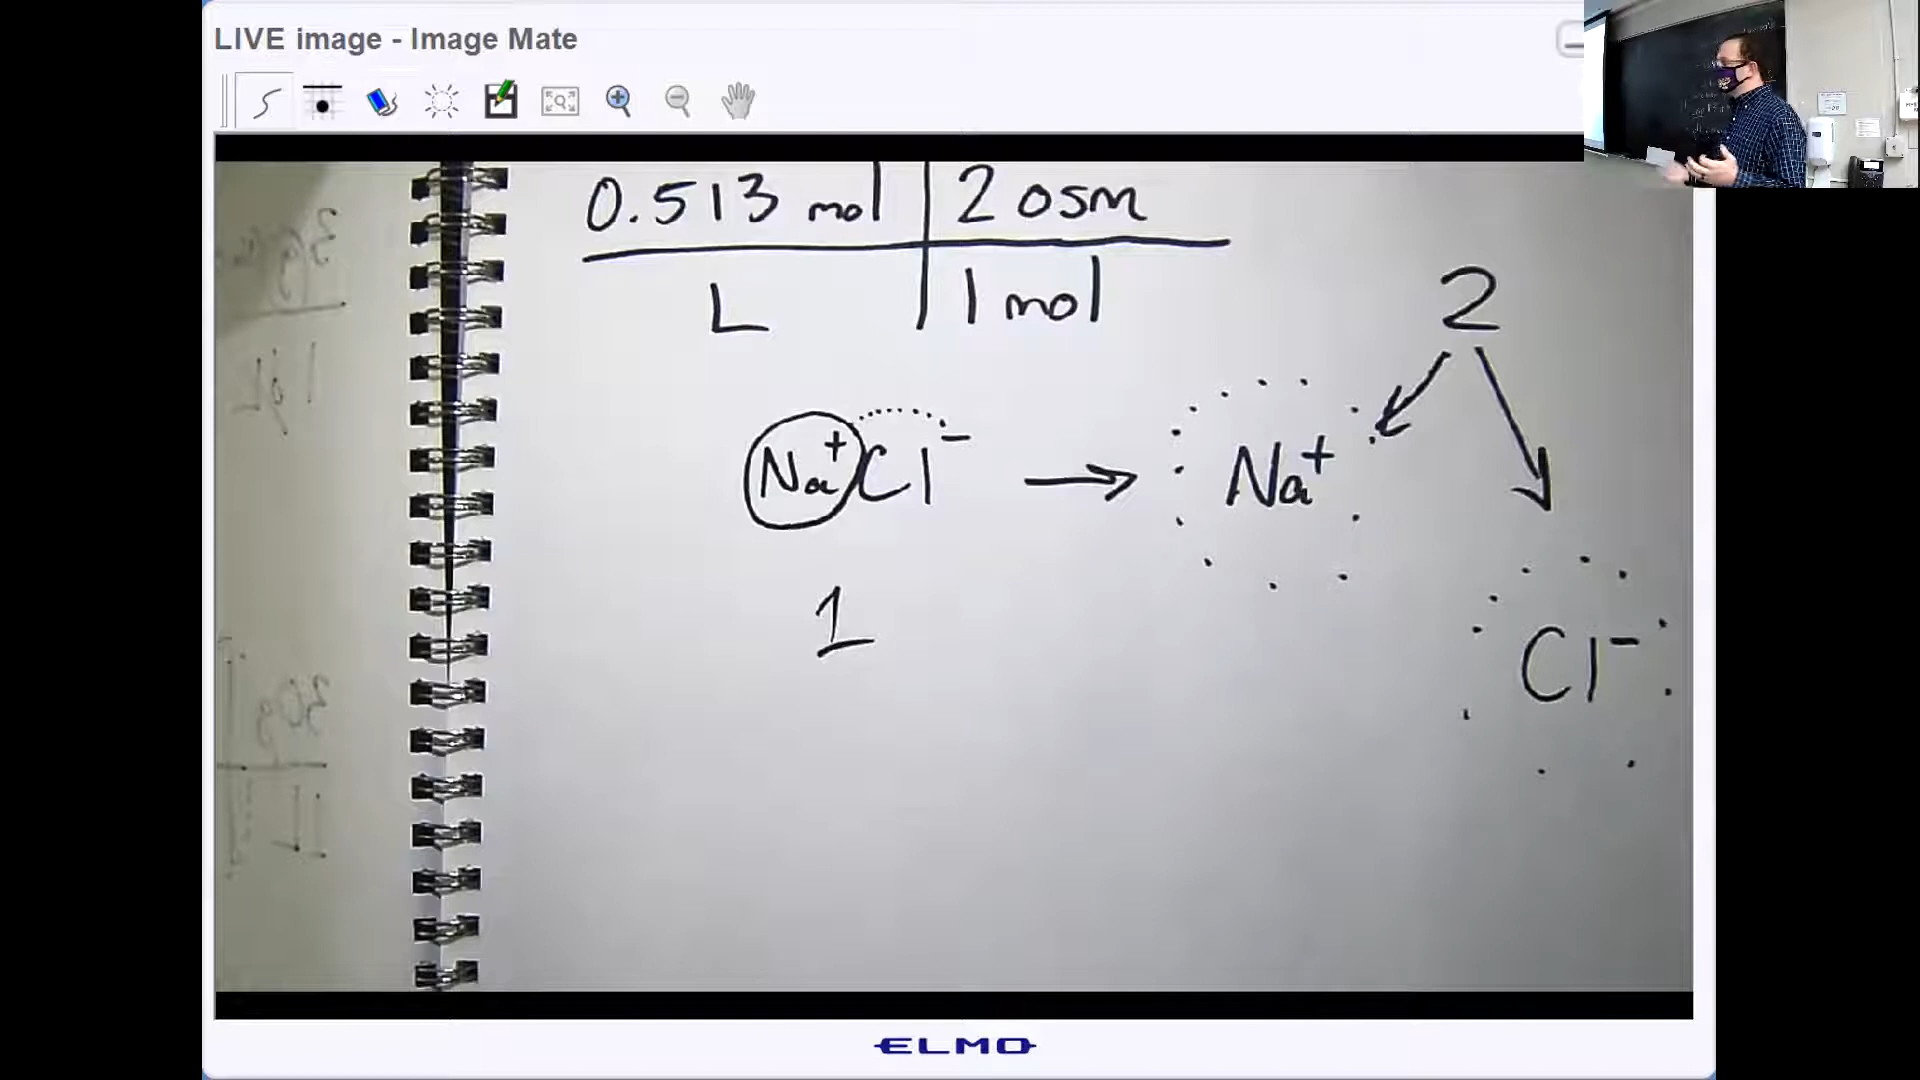 LIVE image - Image Mate
0.513 mol 2 osm
L 1 mol
2
Na⁺Cl⁻ → Na⁺
1
Cl⁻
ELMO